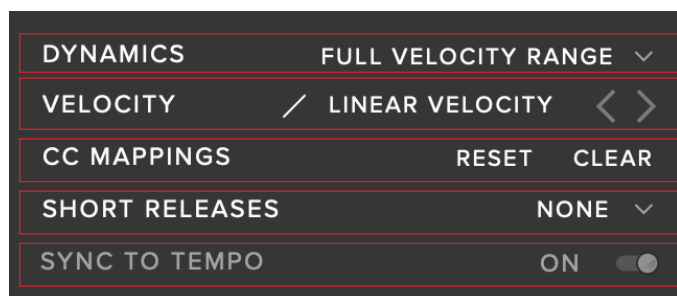 DYNAMICS FULL VELOCITY RANGE
VELOCITY LINEAR VELOCITY
CC MAPPINGS RESET CLEAR
SHORT RELEASES NONE
SYNC TO TEMPO ON